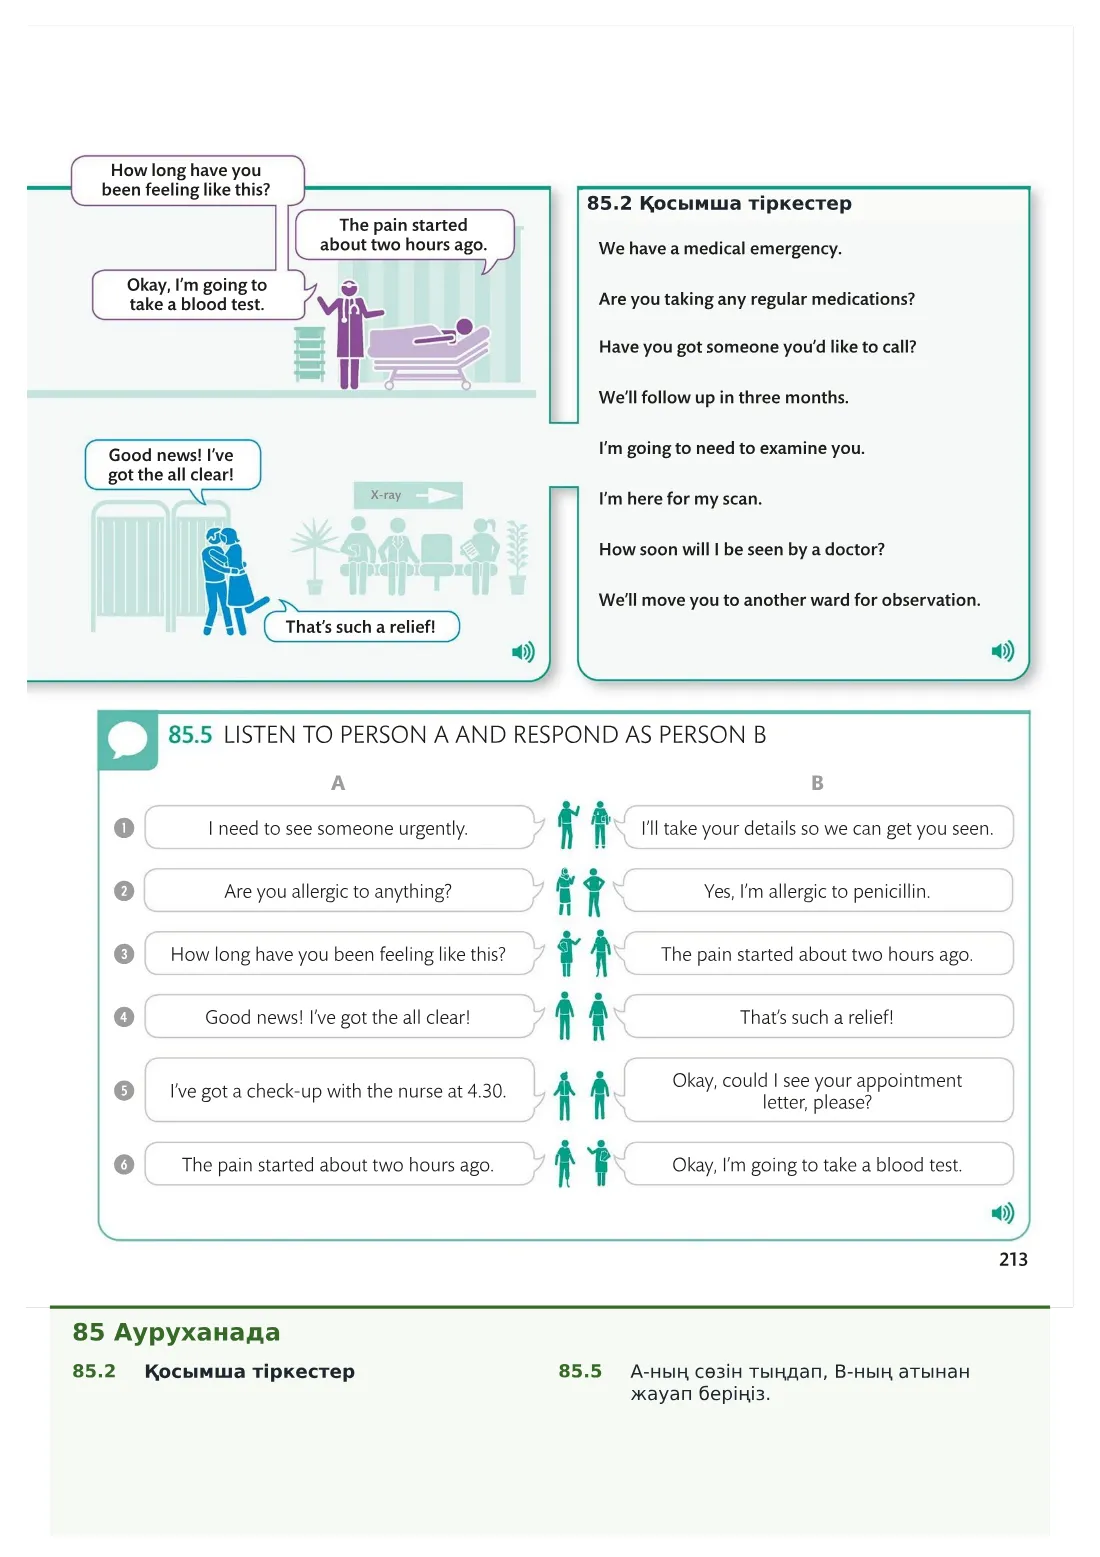 How long have you
been feeling like this?
The pain started
about two hours ago.
Okay, I'm going to
take a blood test.
Good news! I've
got the all clear!
X-ray
That's such a relief!
85.2 Қосымша тіркестер
We have a medical emergency.
Are you taking any regular medications?
Have you got someone you'd like to call?
We'll follow up in three months.
I'm going to need to examine you.
I'm here for my scan.
How soon will I be seen by a doctor?
We'll move you to another ward for observation.
85.5 LISTEN TO PERSON A AND RESPOND AS PERSON B
A B
1 I need to see someone urgently. I'll take your details so we can get you seen.
2 Are you allergic to anything? Yes, I'm allergic to penicillin.
3 How long have you been feeling like this? The pain started about two hours ago.
4 Good news! I've got the all clear! That's such a relief!
5 I've got a check-up with the nurse at 4.30. Okay, could I see your appointment
letter, please?
6 The pain started about two hours ago. Okay, I'm going to take a blood test.
213
85 Ауруханада
85.2 Қосымша тіркестер
85.5 А-ның сөзін тыңдап, В-ның атынан
жауап беріңіз.